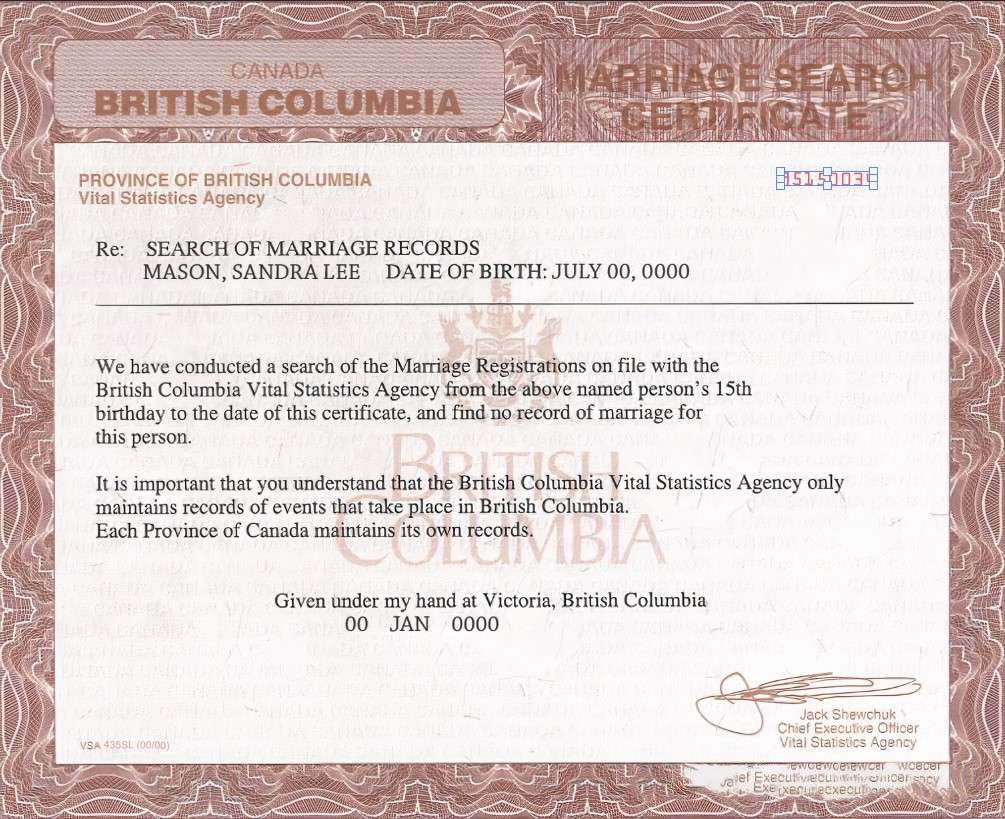 CANADA
BRITISH COLUMBIA
MARRIAGE SEARCH
CERTIFICATE
PROVINCE OF BRITISH COLUMBIA
Vital Statistics Agency
Re: SEARCH OF MARRIAGE RECORDS
MASON, SANDRA LEE DATE OF BIRTH: JULY 00, 0000
We have conducted a search of the Marriage Registrations on file with the
British Columbia Vital Statistics Agency from the above named person's 15th
birthday to the date of this certificate, and find no record of marriage for
this person.
It is important that you understand that the British Columbia Vital Statistics Agency only
maintains records of events that take place in British Columbia.
Each Province of Canada maintains its own records.
BRITISH
COLUMBIA
Given under my hand at Victoria, British Columbia
00 JAN 0000
Jack Shewchuk
Chief Executive Officer
Vital Statistics Agency
VSA 435SL (00/00)